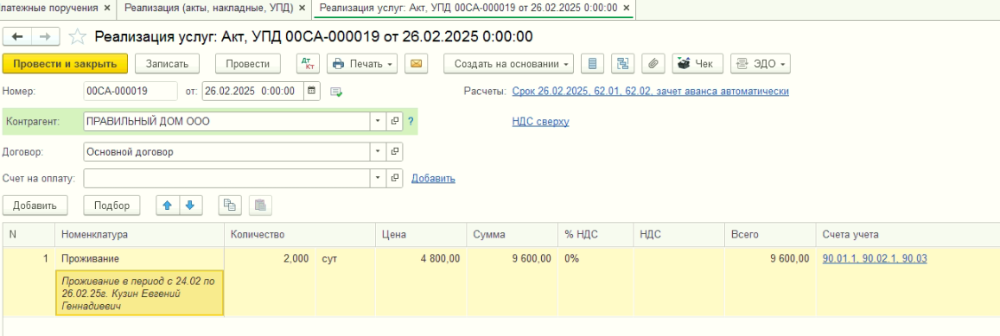 латежные поручения × Реализация (акты, накладные, УПД) × Реализация услуг: Акт, УПД 00СА-000019 от 26.02.2025 0:00:00 ×
Реализация услуг: Акт, УПД 00СА-000019 от 26.02.2025 0:00:00
Провести и закрыть Записать Провести Дт Кт Печать Создать на основании Чек ЭДО
Номер: 00СА-000019 от: 26.02.2025 0:00:00 Расчеты: Срок 26.02.2025, 62.01, 62.02, зачет аванса автоматически
Контрагент: ПРАВИЛЬНЫЙ ДОМ ООО ? НДС сверху
Договор: Основной договор
Счет на оплату: Добавить
Добавить Подбор
N Номенклатура Количество Цена Сумма % НДС НДС Всего Счета учета
1 Проживание 2,000 сут 4 800,00 9 600,00 0% 9 600,00 90.01.1, 90.02.1, 90.03
Проживание в период с 24.02 по
26.02.25г. Кузин Евгений
Геннадиевич